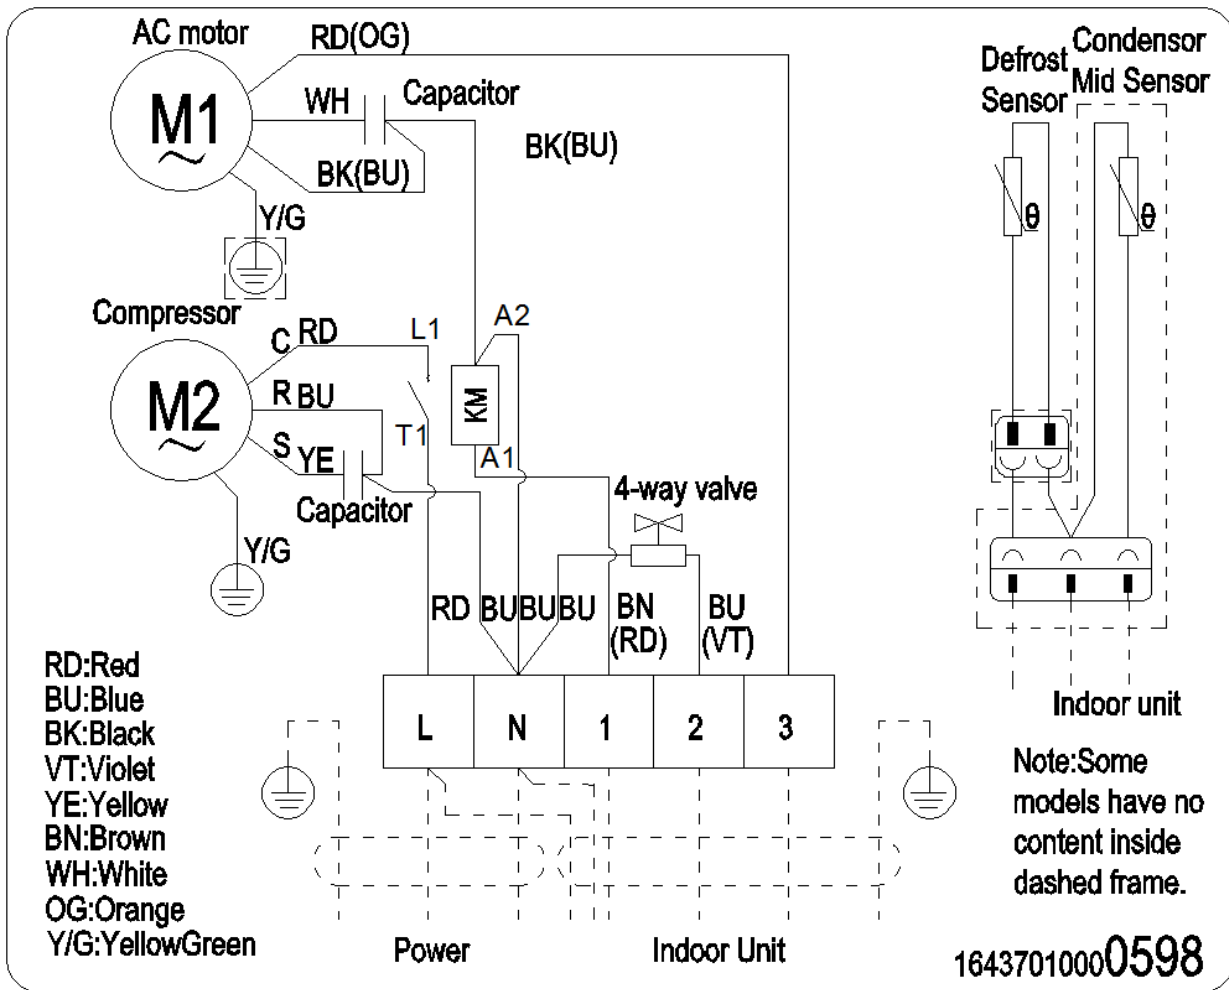 AC motor
RD(OG)
M1
WH
Capacitor
BK(BU)
BK(BU)
Y/G
Compressor
M2
C RD
L1
A2
R BU
KM
T1
S YE
A1
Capacitor
4-way valve
Y/G
RD
BU
BU
BU
BN
(RD)
BU
(VT)
L
N
1
2
3
RD:Red
BU:Blue
BK:Black
VT:Violet
YE:Yellow
BN:Brown
WH:White
OG:Orange
Y/G:YellowGreen
Power
Indoor Unit
Defrost
Sensor
Condensor
Mid Sensor
θ
θ
Indoor unit
Note:Some
models have no
content inside
dashed frame.
16437010000598